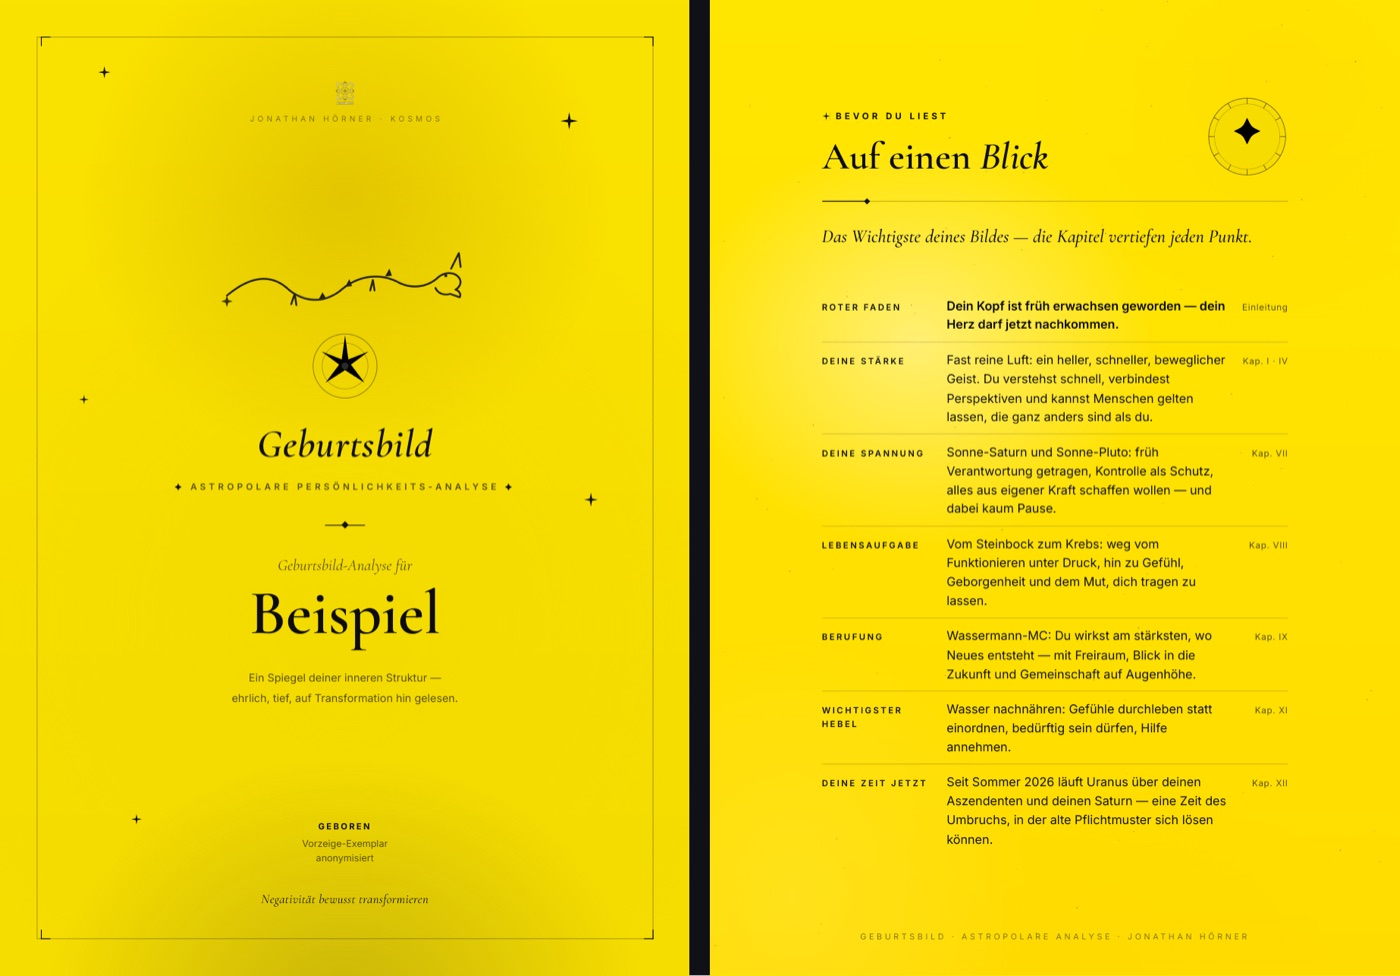 JONATHAN HÖRNER · KOSMOS
Geburtsbild
✦ ASTROPOLARE PERSÖNLICHKEITS-ANALYSE ✦
Geburtsbild-Analyse für
Beispiel
Ein Spiegel deiner inneren Struktur —
ehrlich, tief, auf Transformation hin gelesen.
GEBOREN
Vorzeige-Exemplar
anonymisiert
Negativität bewusst transformieren
✦ BEVOR DU LIEST
Auf einen Blick
Das Wichtigste deines Bildes — die Kapitel vertiefen jeden Punkt.
ROTER FADEN
Dein Kopf ist früh erwachsen geworden — dein
Herz darf jetzt nachkommen.
Einleitung
DEINE STÄRKE
Fast reine Luft: ein heller, schneller, beweglicher
Geist. Du verstehst schnell, verbindest
Perspektiven und kannst Menschen gelten
lassen, die ganz anders sind als du.
Kap. I · IV
DEINE SPANNUNG
Sonne-Saturn und Sonne-Pluto: früh
Verantwortung getragen, Kontrolle als Schutz,
alles aus eigener Kraft schaffen wollen — und
dabei kaum Pause.
Kap. VII
LEBENSAUFGABE
Vom Steinbock zum Krebs: weg vom
Funktionieren unter Druck, hin zu Gefühl,
Geborgenheit und dem Mut, dich tragen zu
lassen.
Kap. VIII
BERUFUNG
Wassermann-MC: Du wirkst am stärksten, wo
Neues entsteht — mit Freiraum, Blick in die
Zukunft und Gemeinschaft auf Augenhöhe.
Kap. IX
WICHTIGSTER
HEBEL
Wasser nachnähren: Gefühle durchleben statt
einordnen, bedürftig sein dürfen, Hilfe
annehmen.
Kap. XI
DEINE ZEIT JETZT
Seit Sommer 2026 läuft Uranus über deinen
Aszendenten und deinen Saturn — eine Zeit des
Umbruchs, in der alte Pflichtmuster sich lösen
können.
Kap. XII
GEBURTSBILD · ASTROPOLARE ANALYSE · JONATHAN HÖRNER